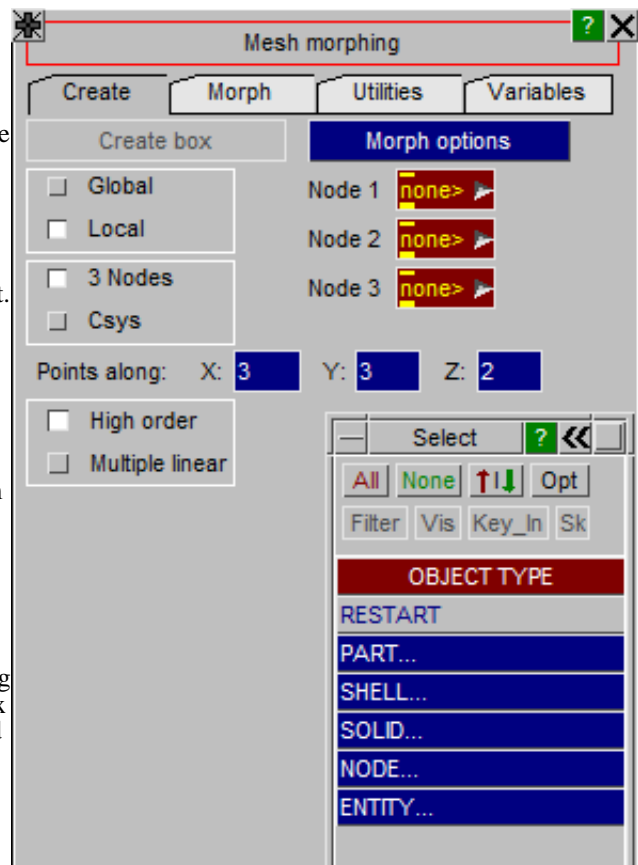 Mesh morphing ?
Create Morph Utilities Variables
Create box Morph options
Global Node 1 none>
Local Node 2 none>
3 Nodes Node 3 none>
Csys
Points along: X: 3 Y: 3 Z: 2
High order
Multiple linear
Select ?
All None Opt
Filter Vis Key_In Sk
OBJECT TYPE
RESTART
PART...
SHELL...
SOLID...
NODE...
ENTITY...